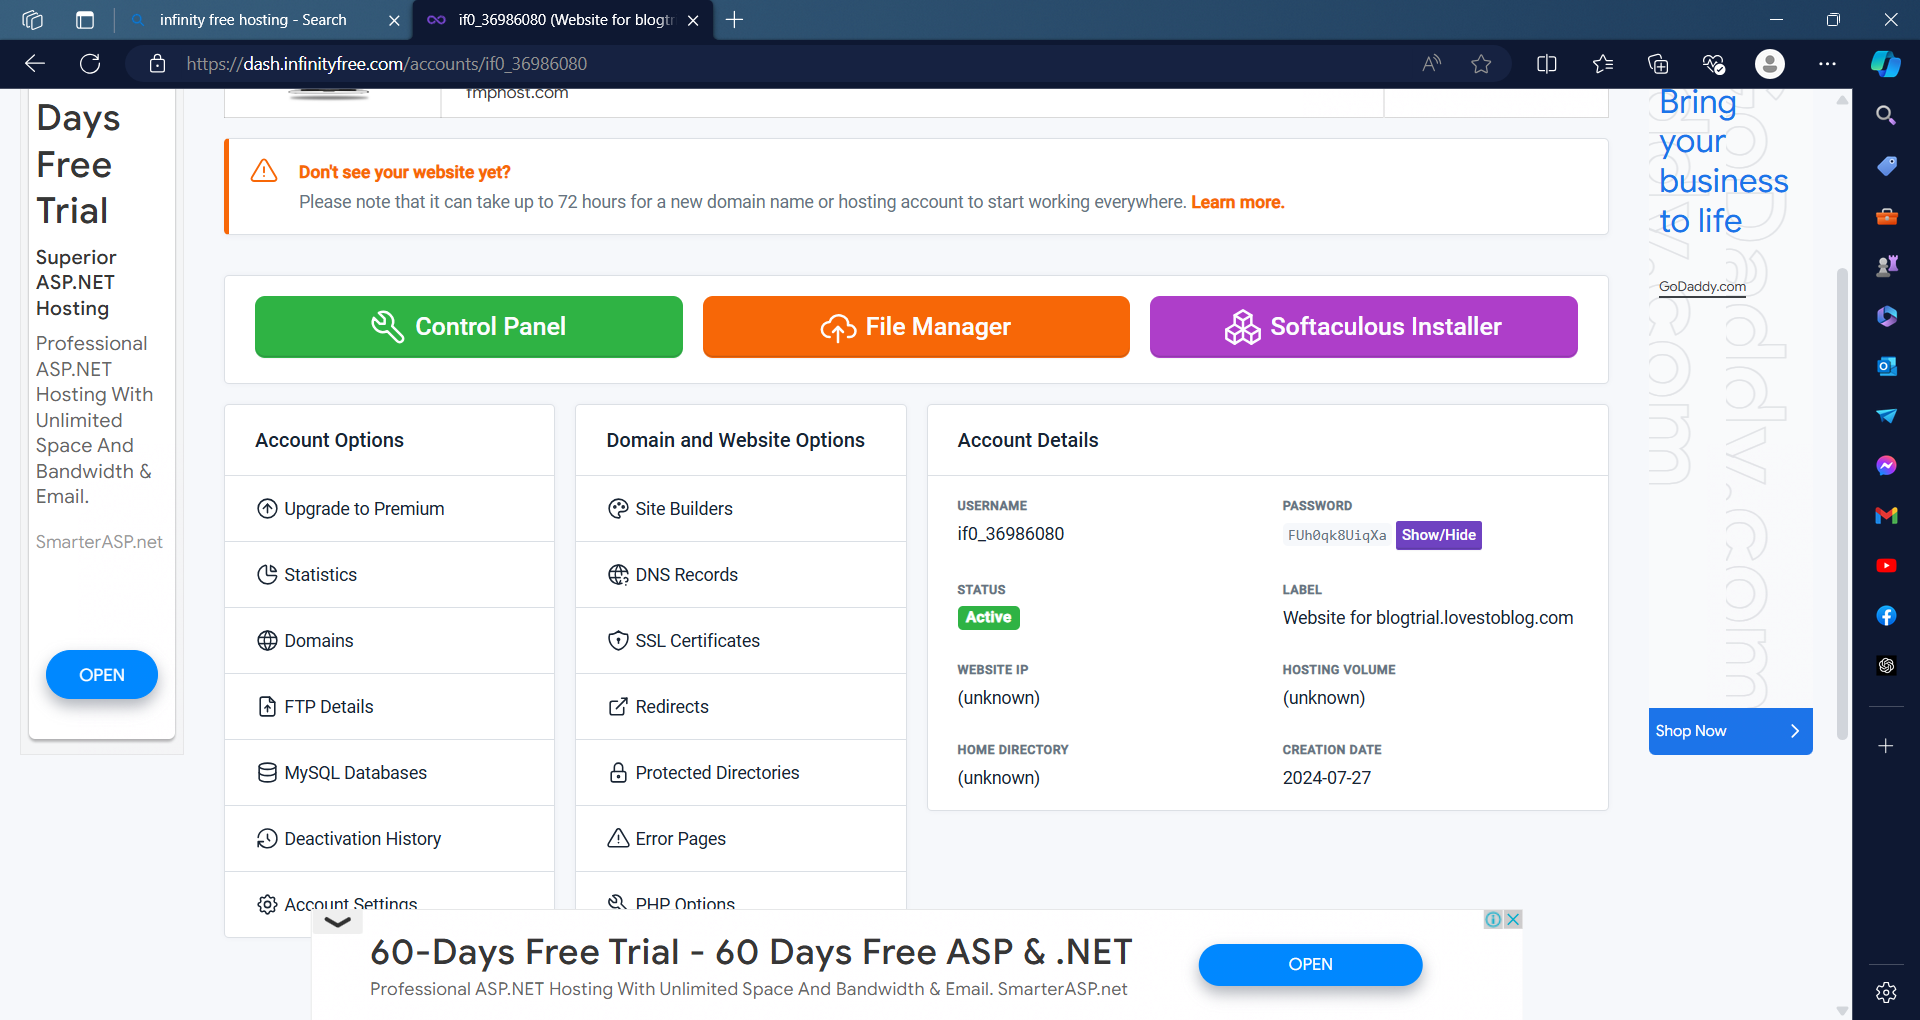 infinity free hosting - Search
if0_36986080 (Website for blogtr
https://dash.infinityfree.com/accounts/if0_36986080
Days
Free
Trial
Superior
ASP.NET
Hosting
Professional
ASP.NET
Hosting With
Unlimited
Space And
Bandwidth &
Email.
SmarterASP.net
OPEN
fmphost.com
Don't see your website yet?
Please note that it can take up to 72 hours for a new domain name or hosting account to start working everywhere. Learn more.
Control Panel
File Manager
Softaculous Installer
Account Options
Upgrade to Premium
Statistics
Domains
FTP Details
MySQL Databases
Deactivation History
Account Settings
Domain and Website Options
Site Builders
DNS Records
SSL Certificates
Redirects
Protected Directories
Error Pages
PHP Options
Account Details
USERNAME
if0_36986080
PASSWORD
FUh0qk8UiqXa Show/Hide
STATUS
Active
LABEL
Website for blogtrial.lovestoblog.com
WEBSITE IP
(unknown)
HOSTING VOLUME
(unknown)
HOME DIRECTORY
(unknown)
CREATION DATE
2024-07-27
Bring
your
business
to life
GoDaddy.com
Shop Now
60-Days Free Trial - 60 Days Free ASP & .NET
Professional ASP.NET Hosting With Unlimited Space And Bandwidth & Email. SmarterASP.net
OPEN